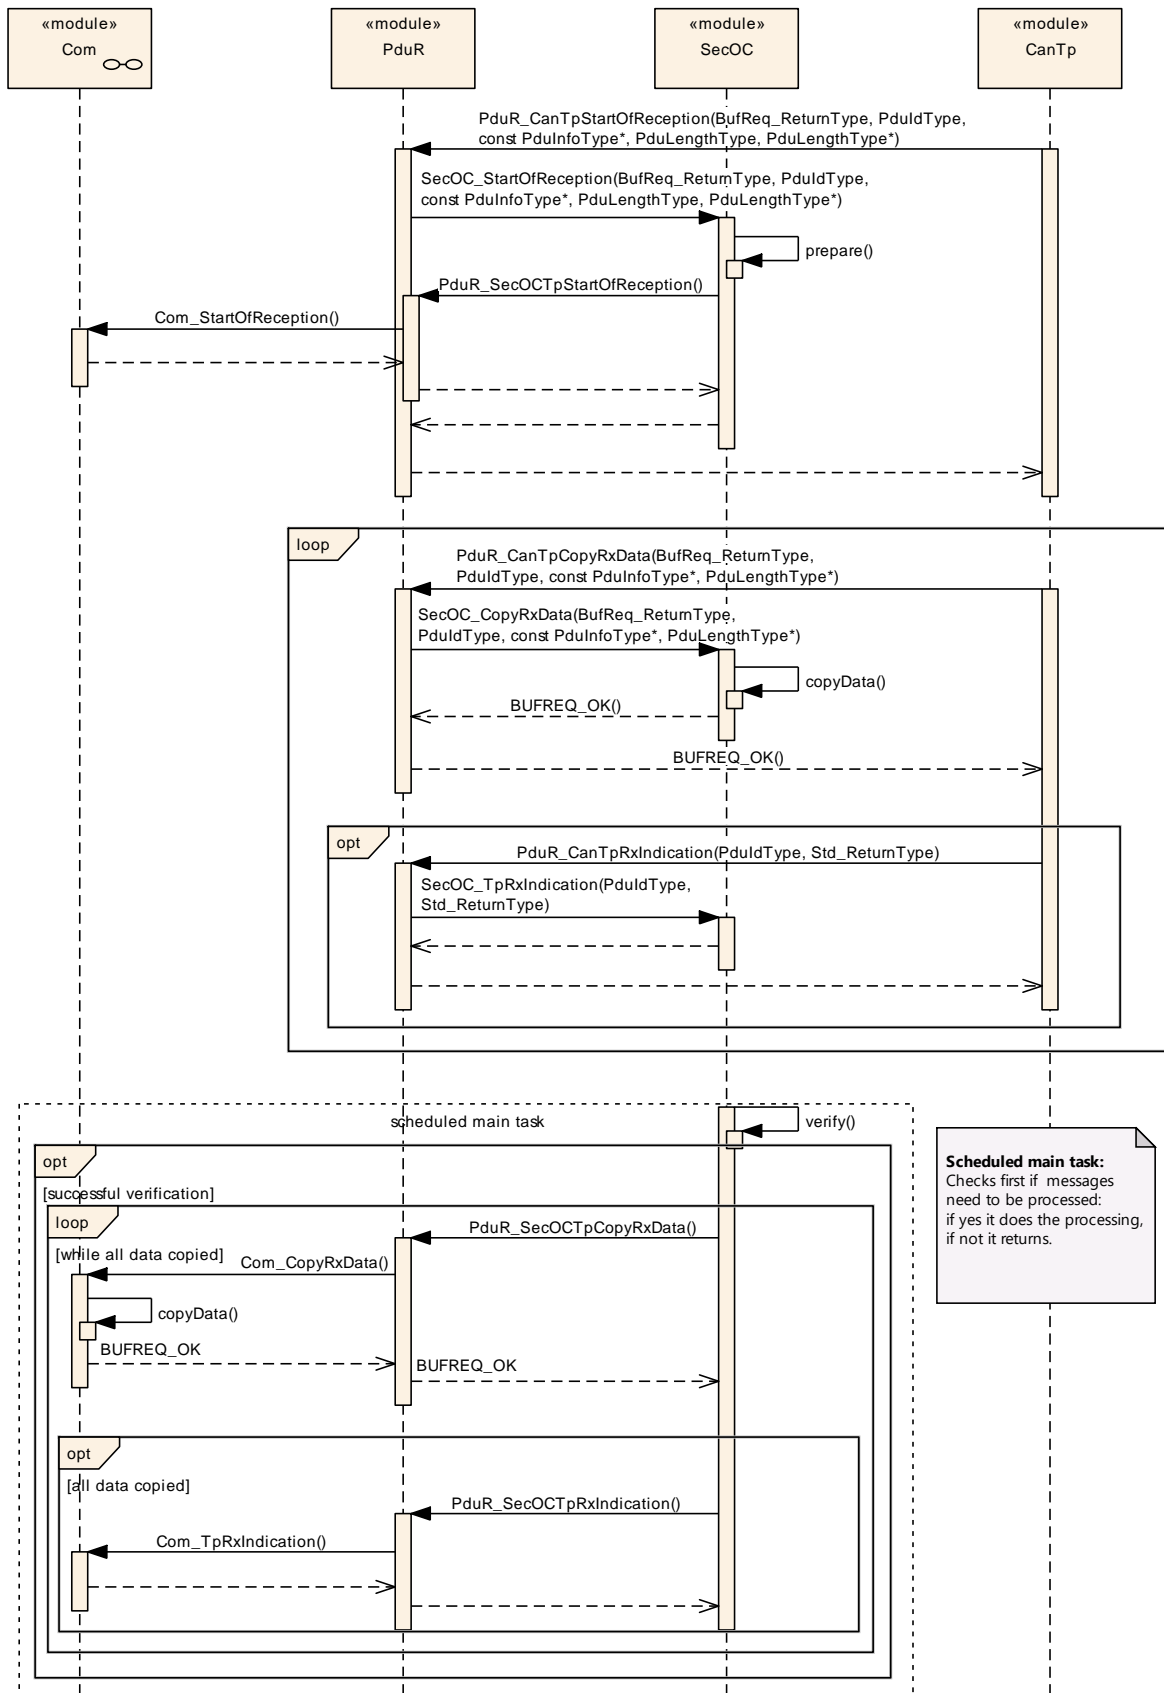 «module»
Com
«module»
PduR
«module»
SecOC
«module»
CanTp
PduR_CanTpStartOfReception(BufReq_ReturnType, PduIdType,
const PduInfoType*, PduLengthType, PduLengthType*)
SecOC_StartOfReception(BufReq_ReturnType, PduIdType,
const PduInfoType*, PduLengthType, PduLengthType*)
prepare()
PduR_SecOCTpStartOfReception()
Com_StartOfReception()
loop
PduR_CanTpCopyRxData(BufReq_ReturnType,
PduIdType, const PduInfoType*, PduLengthType*)
SecOC_CopyRxData(BufReq_ReturnType,
PduIdType, const PduInfoType*, PduLengthType*)
copyData()
BUFREQ_OK()
BUFREQ_OK()
opt
PduR_CanTpRxIndication(PduIdType, Std_ReturnType)
SecOC_TpRxIndication(PduIdType,
Std_ReturnType)
scheduled main task
verify()
opt
[successful verification]
Scheduled main task:
Checks first if messages
need to be processed:
if yes it does the processing,
if not it returns.
loop
PduR_SecOCTpCopyRxData()
[while all data copied]
Com_CopyRxData()
copyData()
BUFREQ_OK
BUFREQ_OK
opt
[all data copied]
PduR_SecOCTpRxIndication()
Com_TpRxIndication()